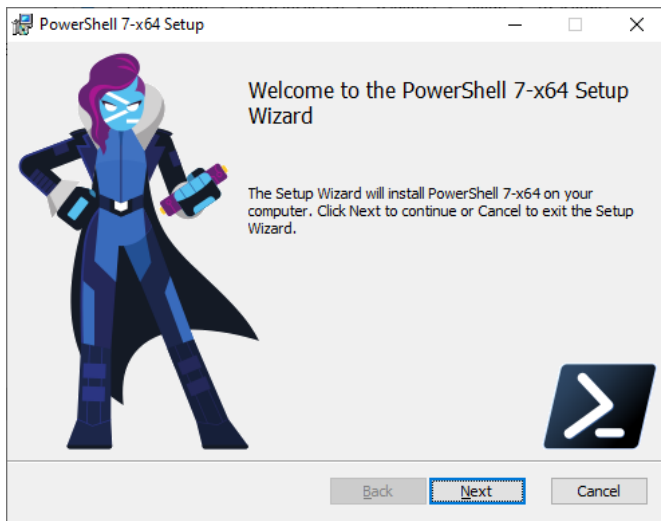 PowerShell 7-x64 Setup
Welcome to the PowerShell 7-x64 Setup
Wizard
The Setup Wizard will install PowerShell 7-x64 on your
computer. Click Next to continue or Cancel to exit the Setup
Wizard.
Back
Next
Cancel